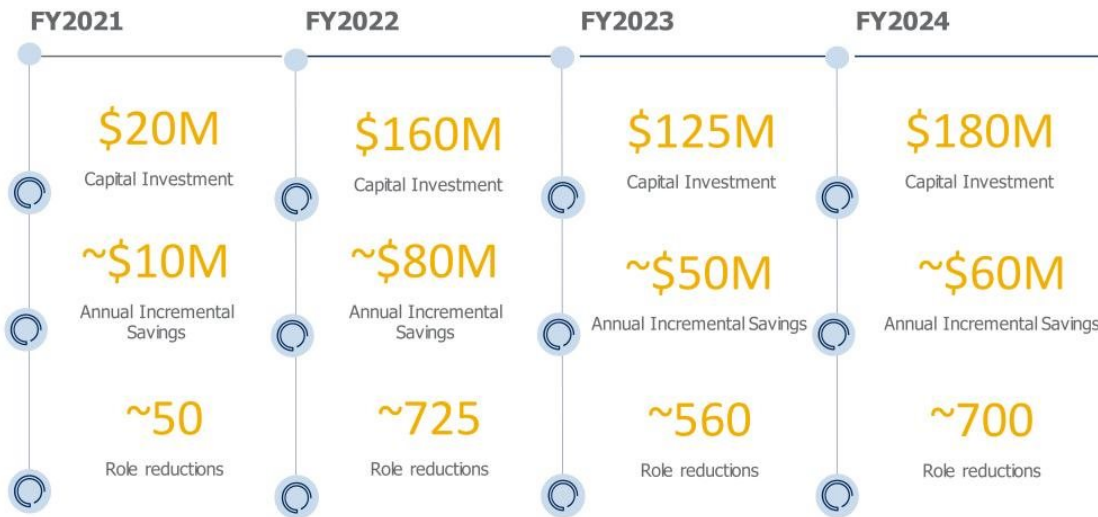 FY2021
FY2022
FY2023
FY2024
$20M
Capital Investment
~$10M
Annual Incremental
Savings
~50
Role reductions
$160M
Capital Investment
~$80M
Annual Incremental
Savings
~725
Role reductions
$125M
Capital Investment
~$50M
Annual Incremental Savings
~560
Role reductions
$180M
Capital Investment
~$60M
Annual Incremental Savings
~700
Role reductions